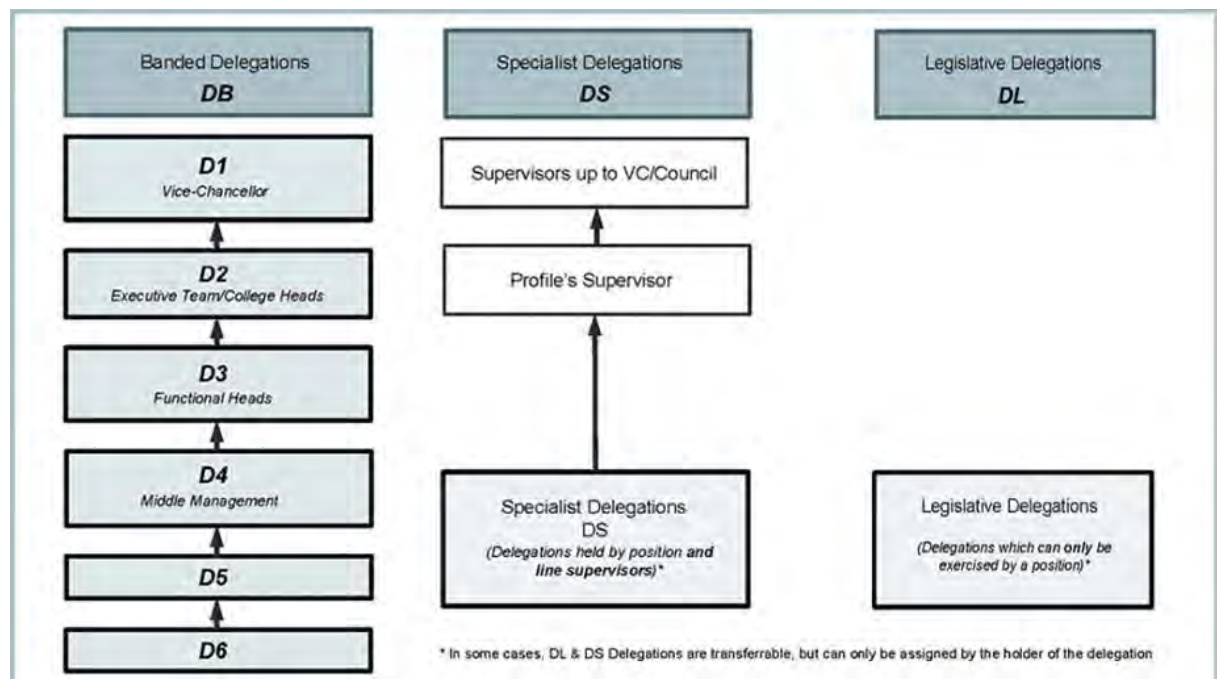 Banded Delegations
DB
D1
Vice-Chancellor
D2
Executive Team/College Heads
D3
Functional Heads
D4
Middle Management
D5
D6
Specialist Delegations
DS
Supervisors up to VC/Council
Profile's Supervisor
Specialist Delegations
DS
(Delegations held by position and
line supervisors)*
Legislative Delegations
DL
Legislative Delegations
(Delegations which can only be
exercised by a position)*
* In some cases, DL & DS Delegations are transferrable, but can only be assigned by the holder of the delegation